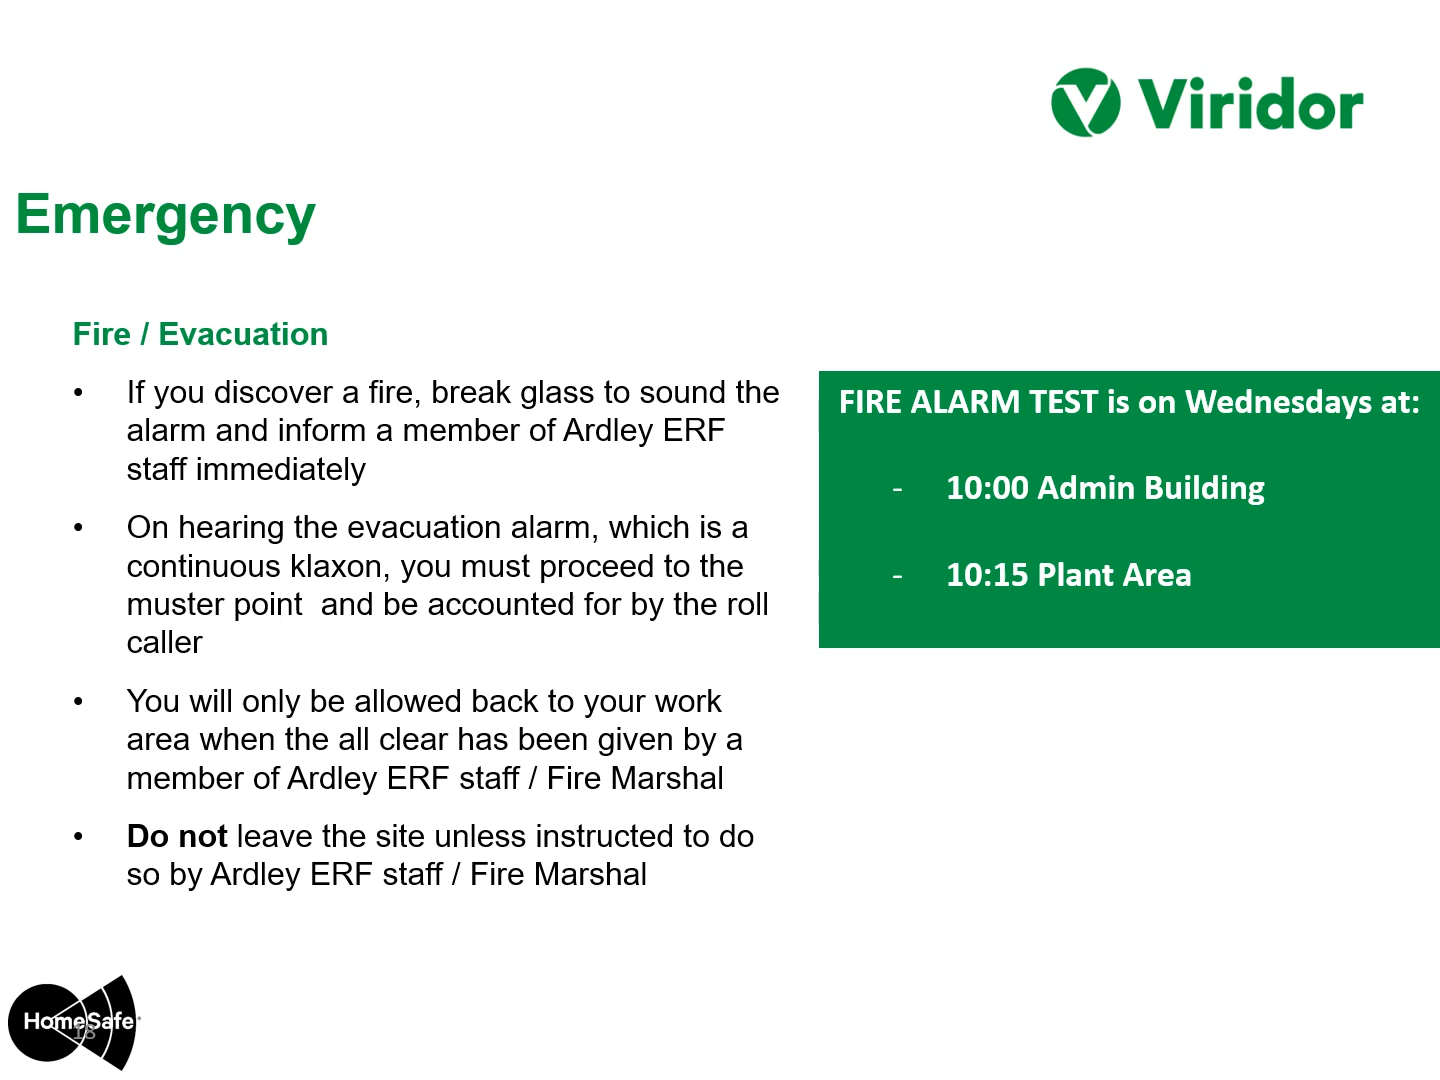 Viridor
Emergency
Fire / Evacuation
• If you discover a fire, break glass to sound the
alarm and inform a member of Ardley ERF
staff immediately
• On hearing the evacuation alarm, which is a
continuous klaxon, you must proceed to the
muster point  and be accounted for by the roll
caller
• You will only be allowed back to your work
area when the all clear has been given by a
member of Ardley ERF staff / Fire Marshal
• Do not leave the site unless instructed to do
so by Ardley ERF staff / Fire Marshal
FIRE ALARM TEST is on Wednesdays at:
- 10:00 Admin Building
- 10:15 Plant Area
HomeSafe
18